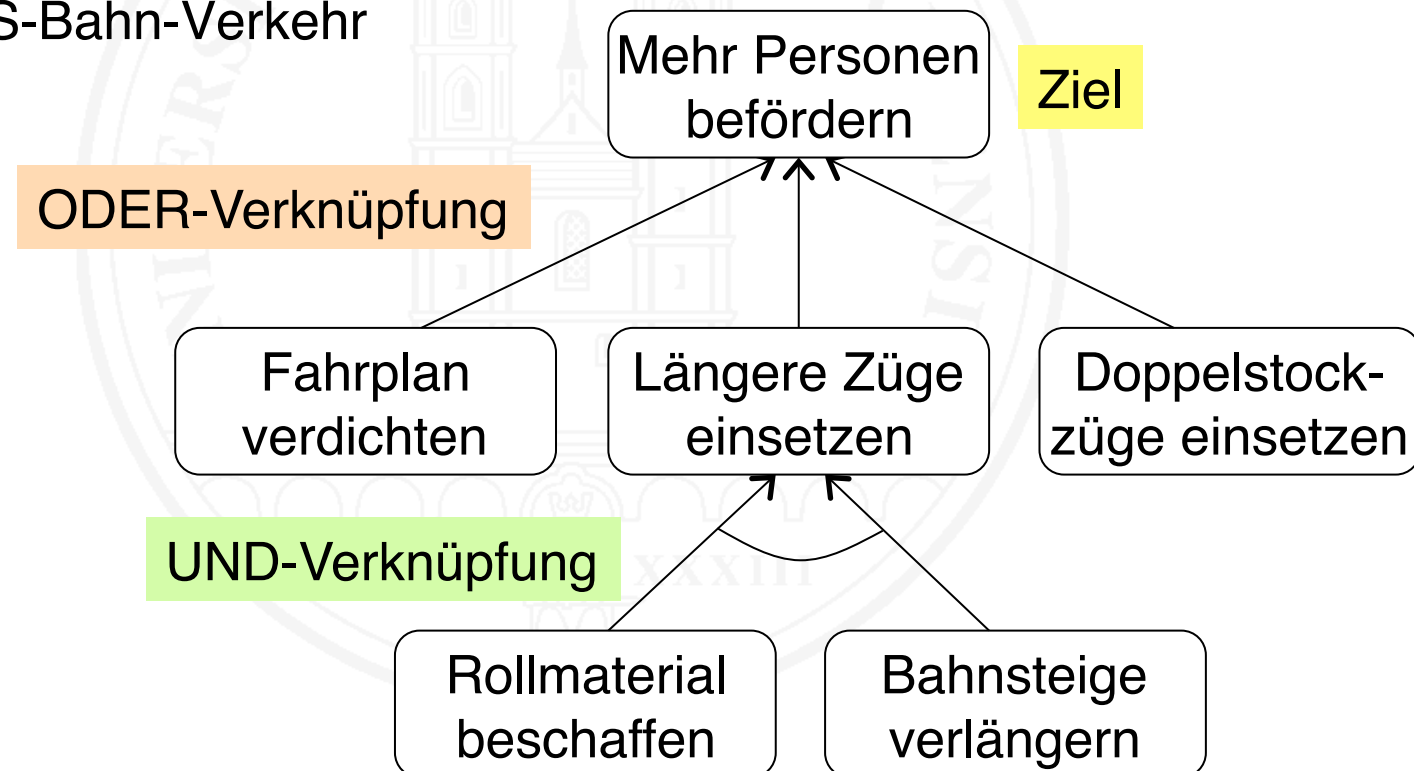 S-Bahn-Verkehr
Mehr Personen
befördern
Ziel
ODER-Verknüpfung
Fahrplan
verdichten
Längere Züge
einsetzen
Doppelstock-
züge einsetzen
UND-Verknüpfung
XXXIII
Rollmaterial
beschaffen
Bahnsteige
verlängern